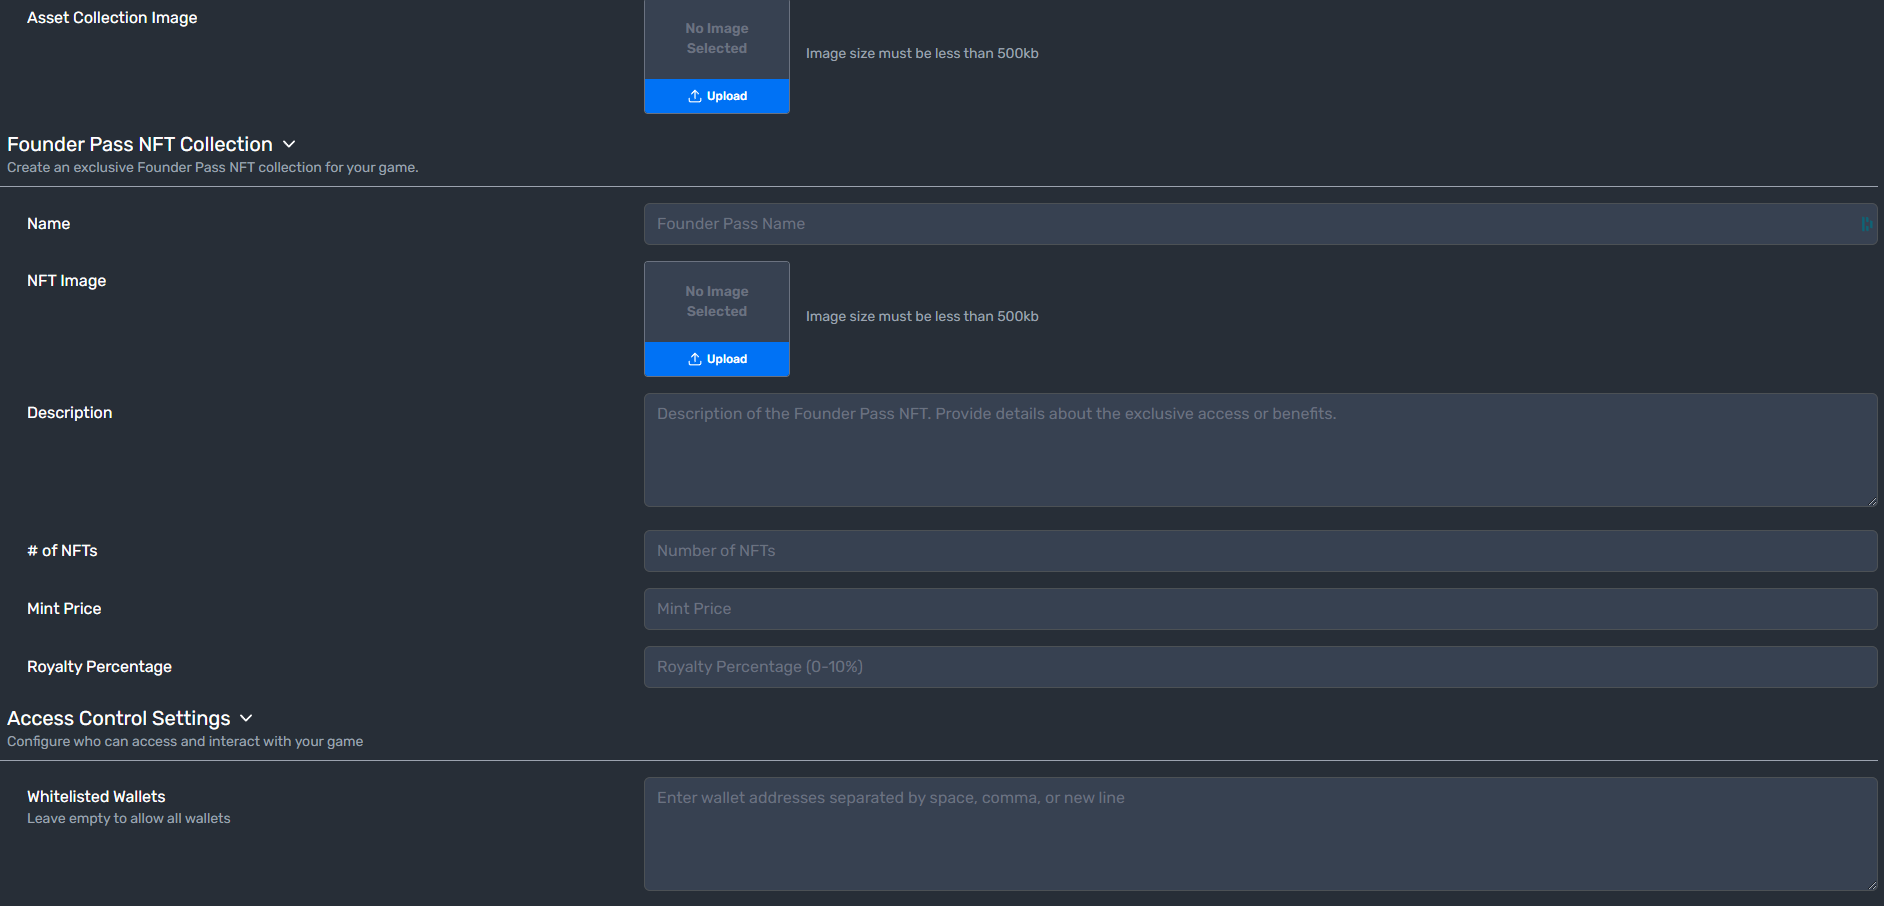 Asset Collection Image
No Image
Selected
Image size must be less than 500kb
Upload
Founder Pass NFT Collection
Create an exclusive Founder Pass NFT collection for your game.
Name
Founder Pass Name
NFT Image
No Image
Selected
Image size must be less than 500kb
Upload
Description
Description of the Founder Pass NFT. Provide details about the exclusive access or benefits.
# of NFTs
Number of NFTs
Mint Price
Mint Price
Royalty Percentage
Royalty Percentage (0-10%)
Access Control Settings
Configure who can access and interact with your game
Whitelisted Wallets
Leave empty to allow all wallets
Enter wallet addresses separated by space, comma, or new line